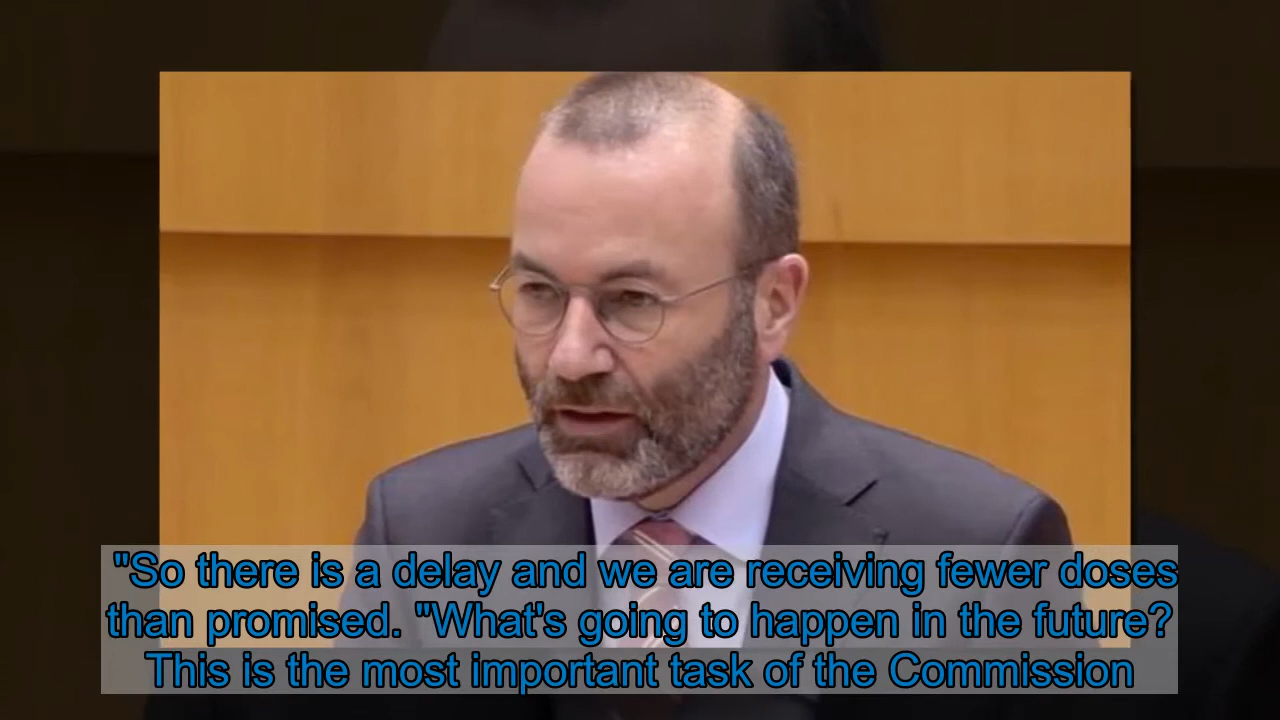 "So there is a delay and we are receiving fewer doses
than promised. "What's going to happen in the future?
This is the most important task of the Commission